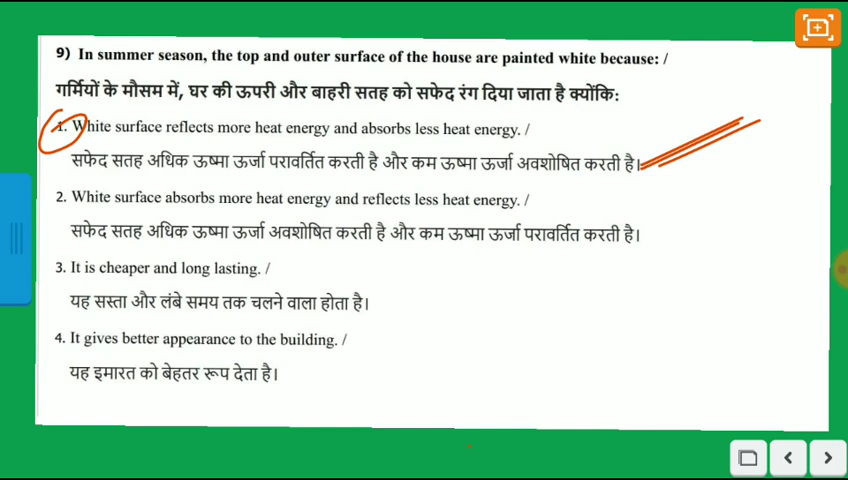 9) In summer season, the top and outer surface of the house are painted white because: /
गर्मियों के मौसम में, घर की ऊपरी और बाहरी सतह को सफेद रंग दिया जाता है क्योंकि:
1. White surface reflects more heat energy and absorbs less heat energy. /
सफेद सतह अधिक ऊष्मा ऊर्जा परावर्तित करती है और कम ऊष्मा ऊर्जा अवशोषित करती है।
2. White surface absorbs more heat energy and reflects less heat energy. /
सफेद सतह अधिक ऊष्मा ऊर्जा अवशोषित करती है और कम ऊष्मा ऊर्जा परावर्तित करती है।
3. It is cheaper and long lasting. /
यह सस्ता और लंबे समय तक चलने वाला होता है।
4. It gives better appearance to the building. /
यह इमारत को बेहतर रूप देता है।